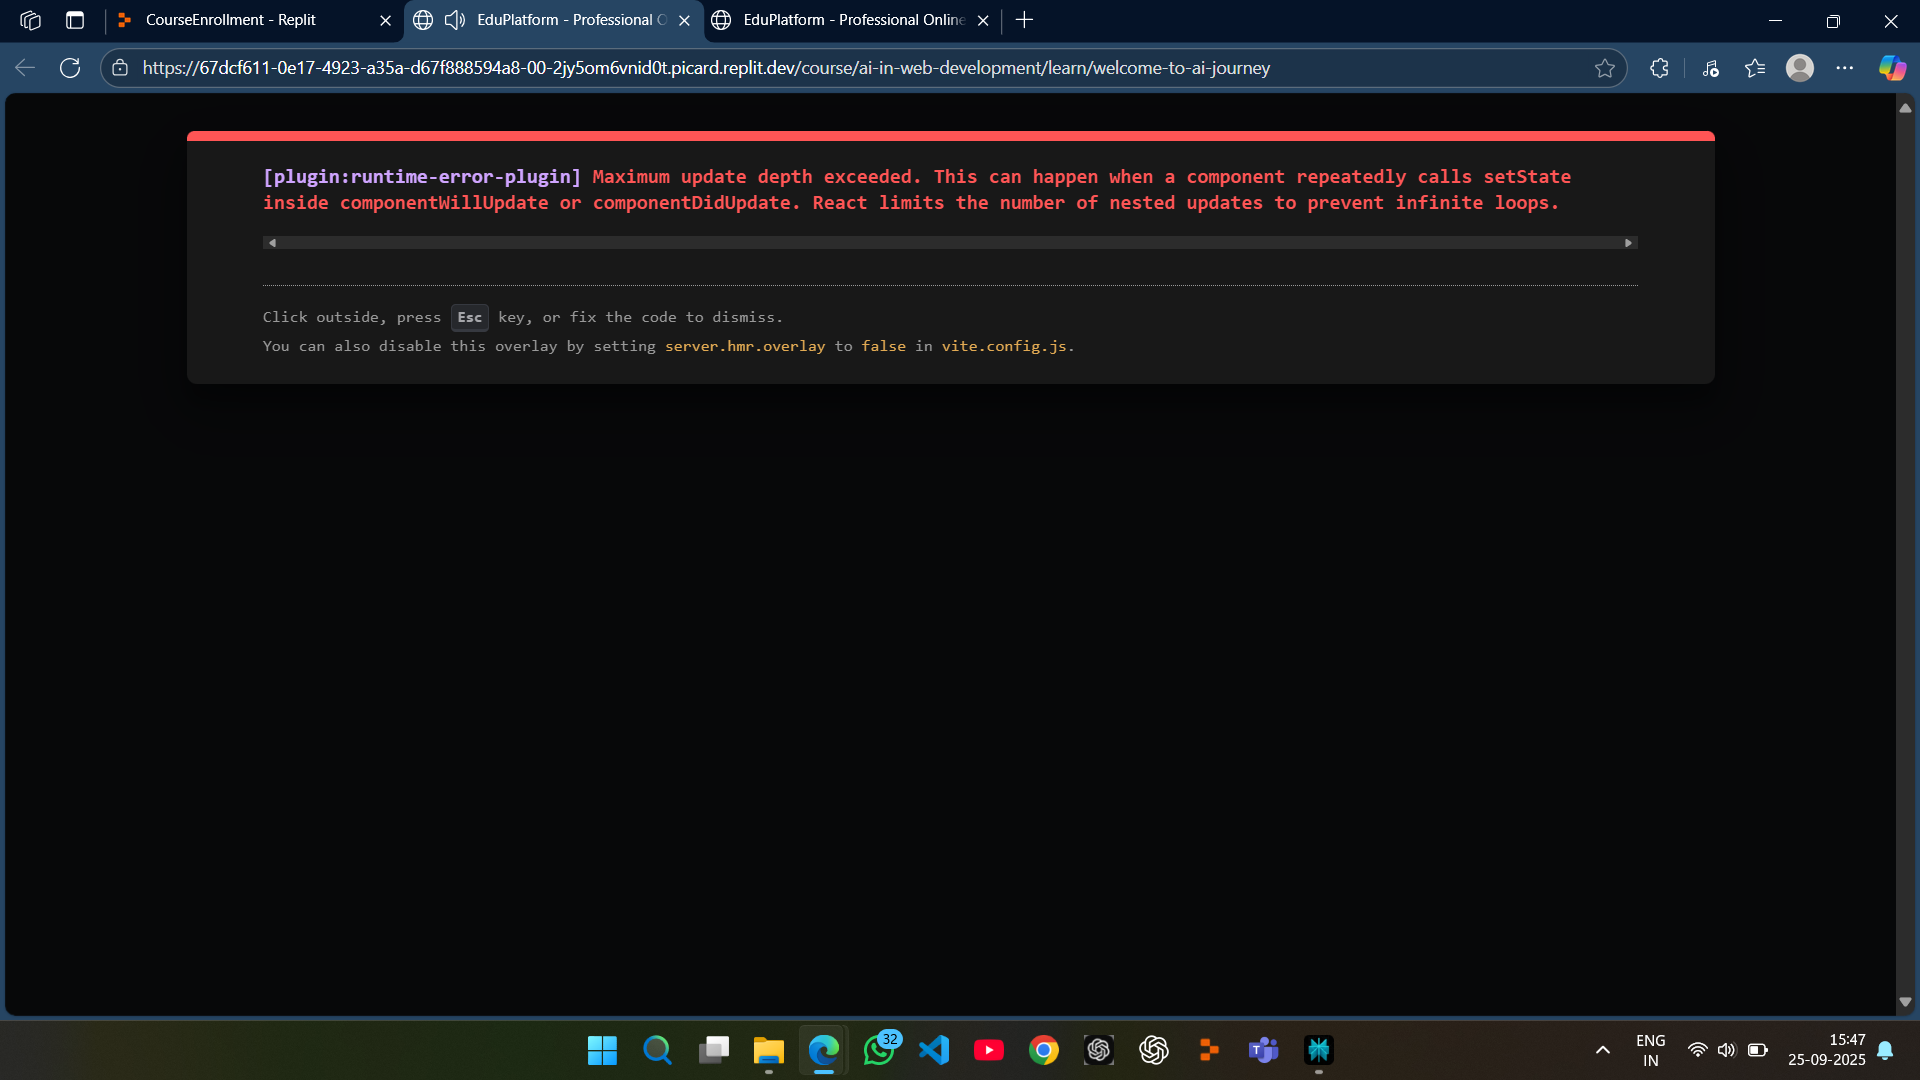 CourseEnrollment - Replit
EduPlatform - Professional O
EduPlatform - Professional Online
https://67dcf611-0e17-4923-a35a-d67f888594a8-00-2jy5om6vnid0t.picard.replit.dev/course/ai-in-web-development/learn/welcome-to-ai-journey
[plugin:runtime-error-plugin] Maximum update depth exceeded. This can happen when a component repeatedly calls setState
inside componentWillUpdate or componentDidUpdate. React limits the number of nested updates to prevent infinite loops.
Click outside, press Esc key, or fix the code to dismiss.
You can also disable this overlay by setting server.hmr.overlay to false in vite.config.js.
32
T
ENG
IN
15:47
25-09-2025